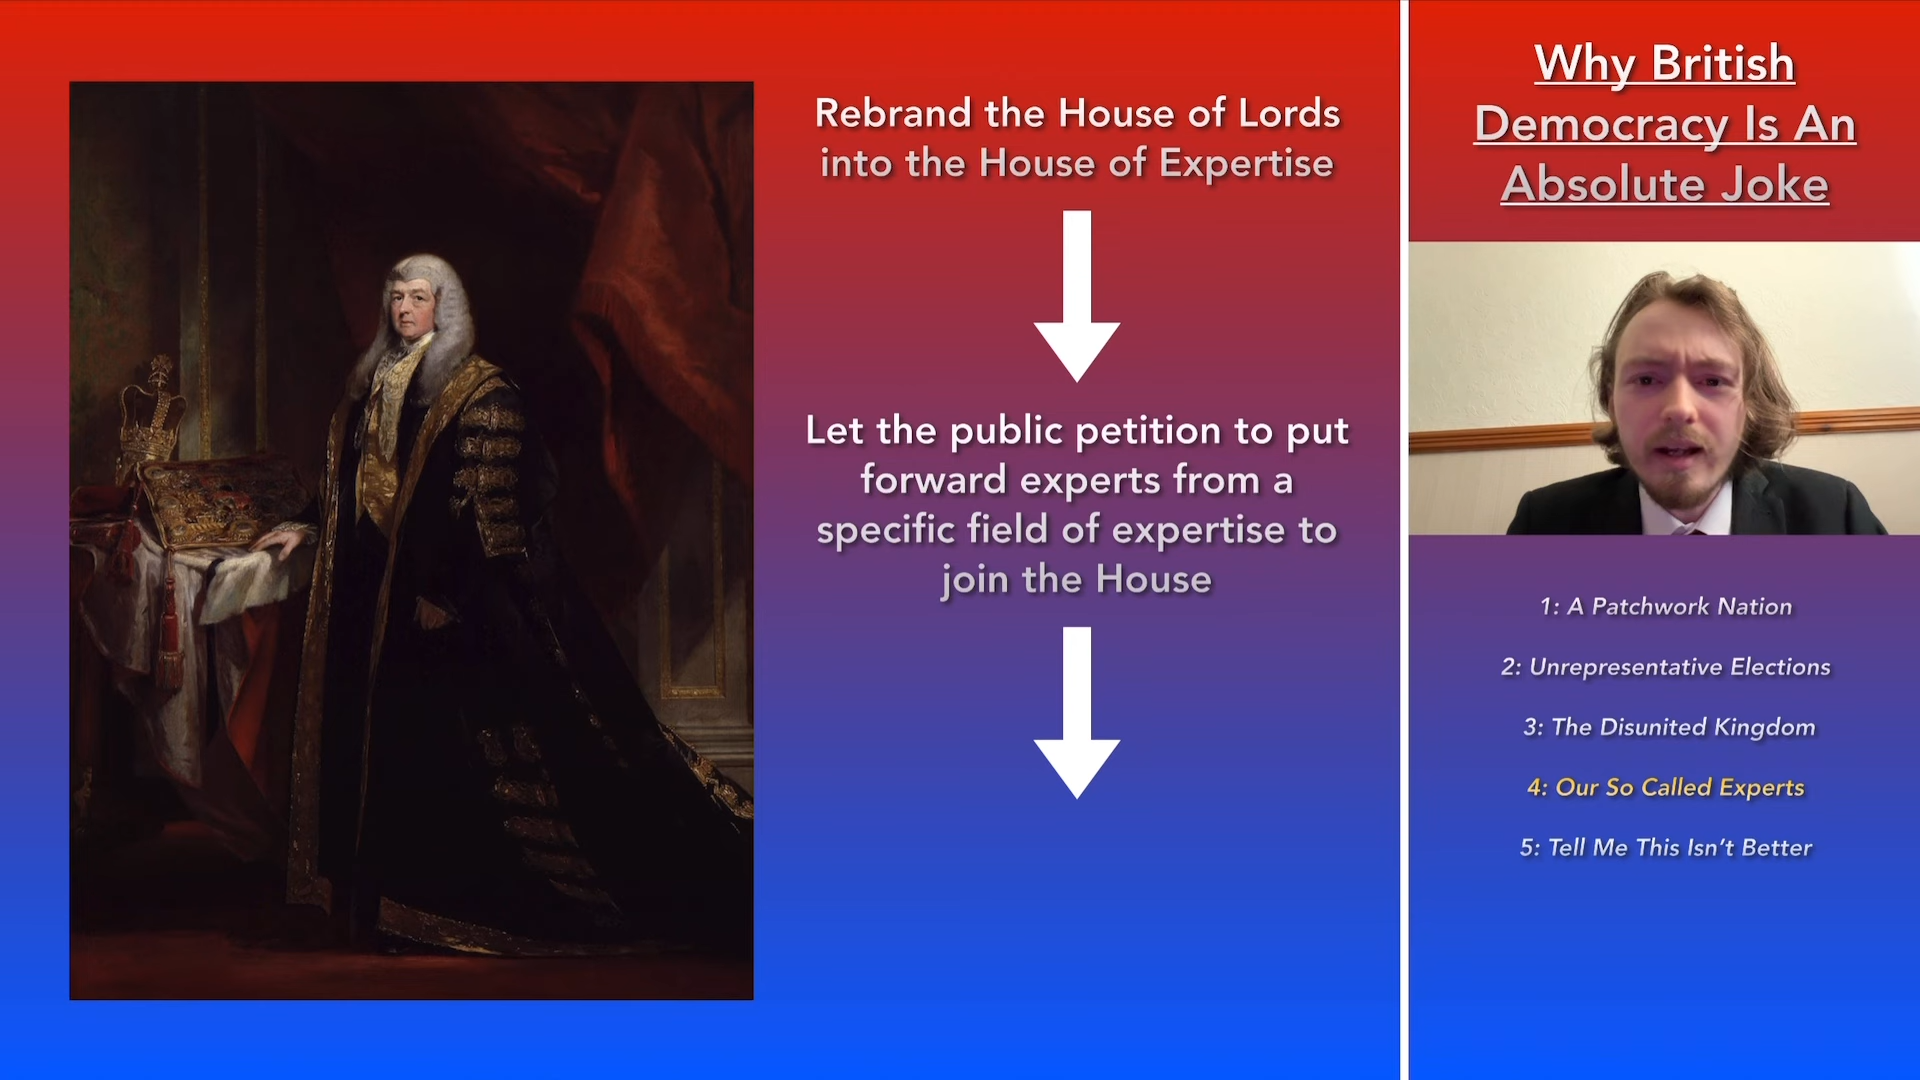 Rebrand the House of Lords
into the House of Expertise
Let the public petition to put
forward experts from a
specific field of expertise to
join the House
Why British
Democracy Is An
Absolute Joke
1: A Patchwork Nation
2: Unrepresentative Elections
3: The Disunited Kingdom
4: Our So Called Experts
5: Tell Me This Isn’t Better